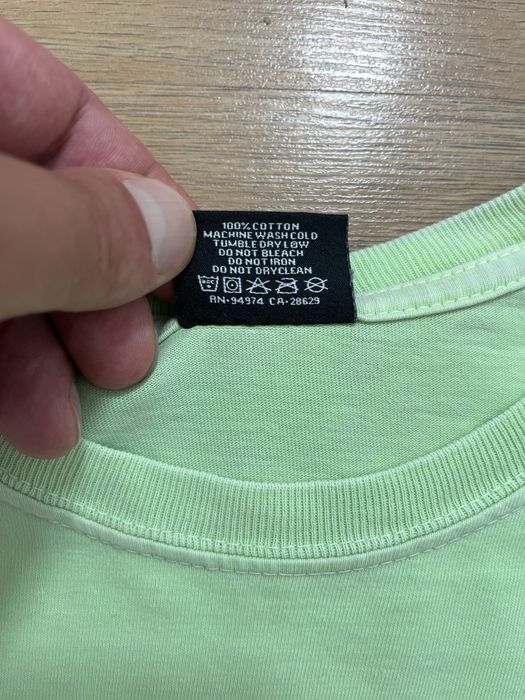 100% COTTON
MACHINE WASH COLD
TUMBLE DRY LOW
DO NOT BLEACH
DO NOT IRON
DO NOT DRYCLEAN
RN·94974 CA·28629